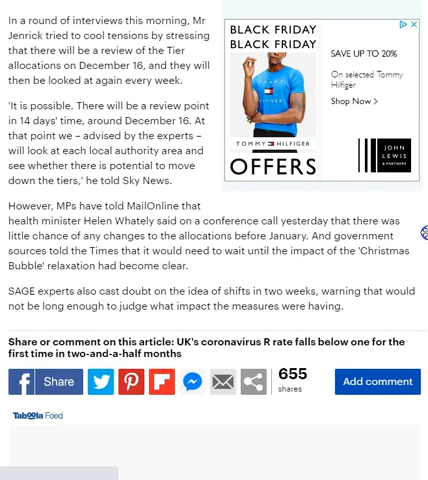 In a round of interviews this morning, Mr
Jenrick tried to cool tensions by stressing
that there will be a review of the Tier
allocations on December 16, and they will
then be looked at again every week.
'It is possible. There will be a review point
in 14 days' time, around December 16. At
that point we – advised by the experts –
will look at each local authority area and
see whether there is potential to move
down the tiers,' he told Sky News.
BLACK FRIDAY
BLACK FRIDAY
TOMMY HILFIGER
OFFERS
SAVE UP TO 20%
On selected Tommy
Hilfiger
Shop Now >
JOHN
LEWIS
& PARTNERS
However, MPs have told MailOnline that
health minister Helen Whately said on a conference call yesterday that there was
little chance of any changes to the allocations before January. And government
sources told the Times that it would need to wait until the impact of the 'Christmas
Bubble' relaxation had become clear.
SAGE experts also cast doubt on the idea of shifts in two weeks, warning that would
not be long enough to judge what impact the measures were having.
Share or comment on this article: UK's coronavirus R rate falls below one for the
first time in two-and-a-half months
Share
655
shares
Add comment
Taboola Feed